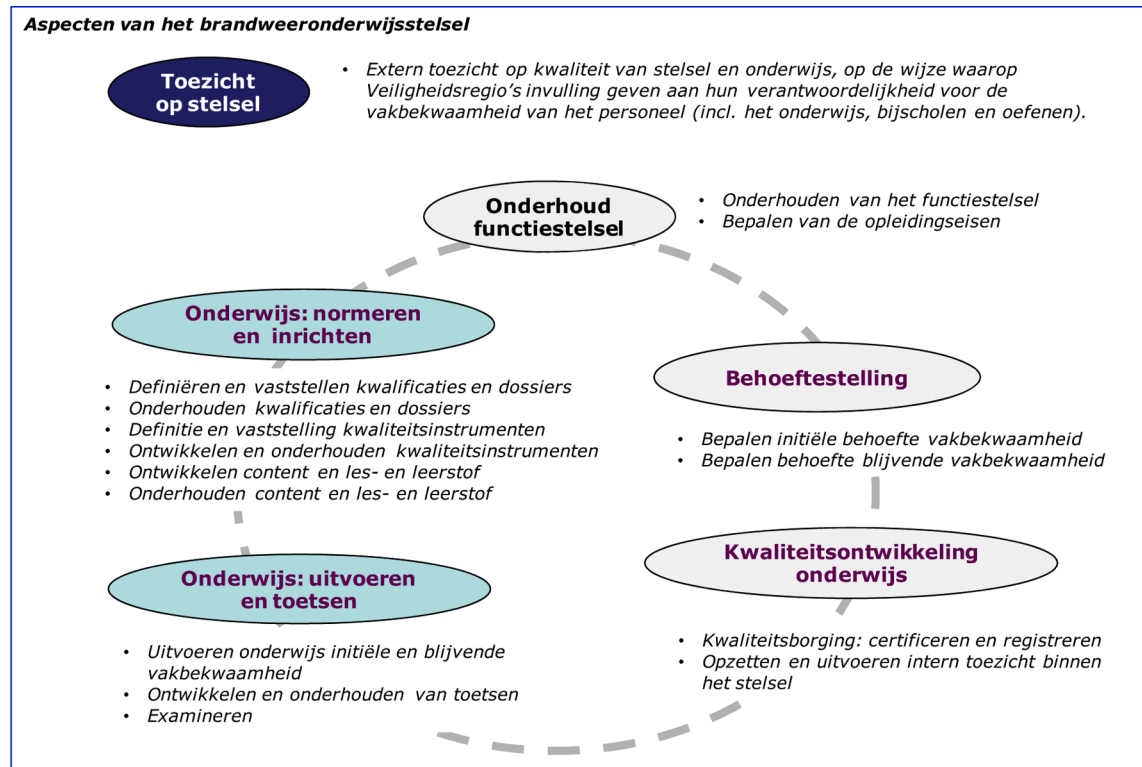 Aspecten van het brandweeronderwijsstelsel
Toezicht
op stelsel
• Extern toezicht op kwaliteit van stelsel en onderwijs, op de wijze waarop
Veiligheidsregio's invulling geven aan hun verantwoordelijkheid voor de
vakbekwaamheid van het personeel (incl. het onderwijs, bijscholen en oefenen).
Onderhoud
functiestelsel
• Onderhouden van het functiestelsel
• Bepalen van de opleidingseisen
Onderwijs: normeren
en inrichten
• Definiëren en vaststellen kwalificaties en dossiers
• Onderhouden kwalificaties en dossiers
• Definitie en vaststelling kwaliteitsinstrumenten
• Ontwikkelen en onderhouden kwaliteitsinstrumenten
• Ontwikkelen content en les- en leerstof
• Onderhouden content en les- en leerstof
Behoeftestelling
• Bepalen initiële behoefte vakbekwaamheid
• Bepalen behoefte blijvende vakbekwaamheid
Onderwijs: uitvoeren
en toetsen
• Uitvoeren onderwijs initiële en blijvende
vakbekwaamheid
• Ontwikkelen en onderhouden van toetsen
• Examineren
Kwaliteitsontwikkeling
onderwijs
• Kwaliteitsborging: certificeren en registreren
• Opzetten en uitvoeren intern toezicht binnen
het stelsel